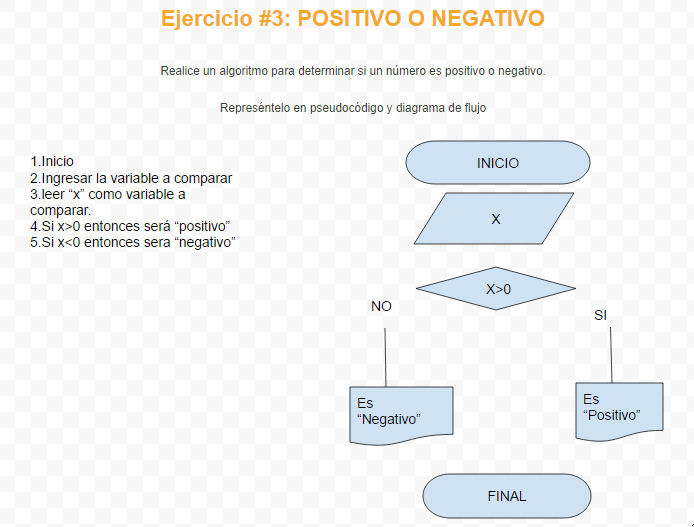 Ejercicio #3: POSITIVO O NEGATIVO
Realice un algoritmo para determinar si un número es positivo o negativo.
Represéntelo en pseudocódigo y diagrama de flujo
1.Inicio
2.Ingresar la variable a comparar
3.leer “x” como variable a
comparar.
4.Si x>0 entonces será “positivo”
5.Si x<0 entonces sera “negativo”
INICIO
X
X>0
NO
SI
Es
“Negativo”
Es
“Positivo”
FINAL